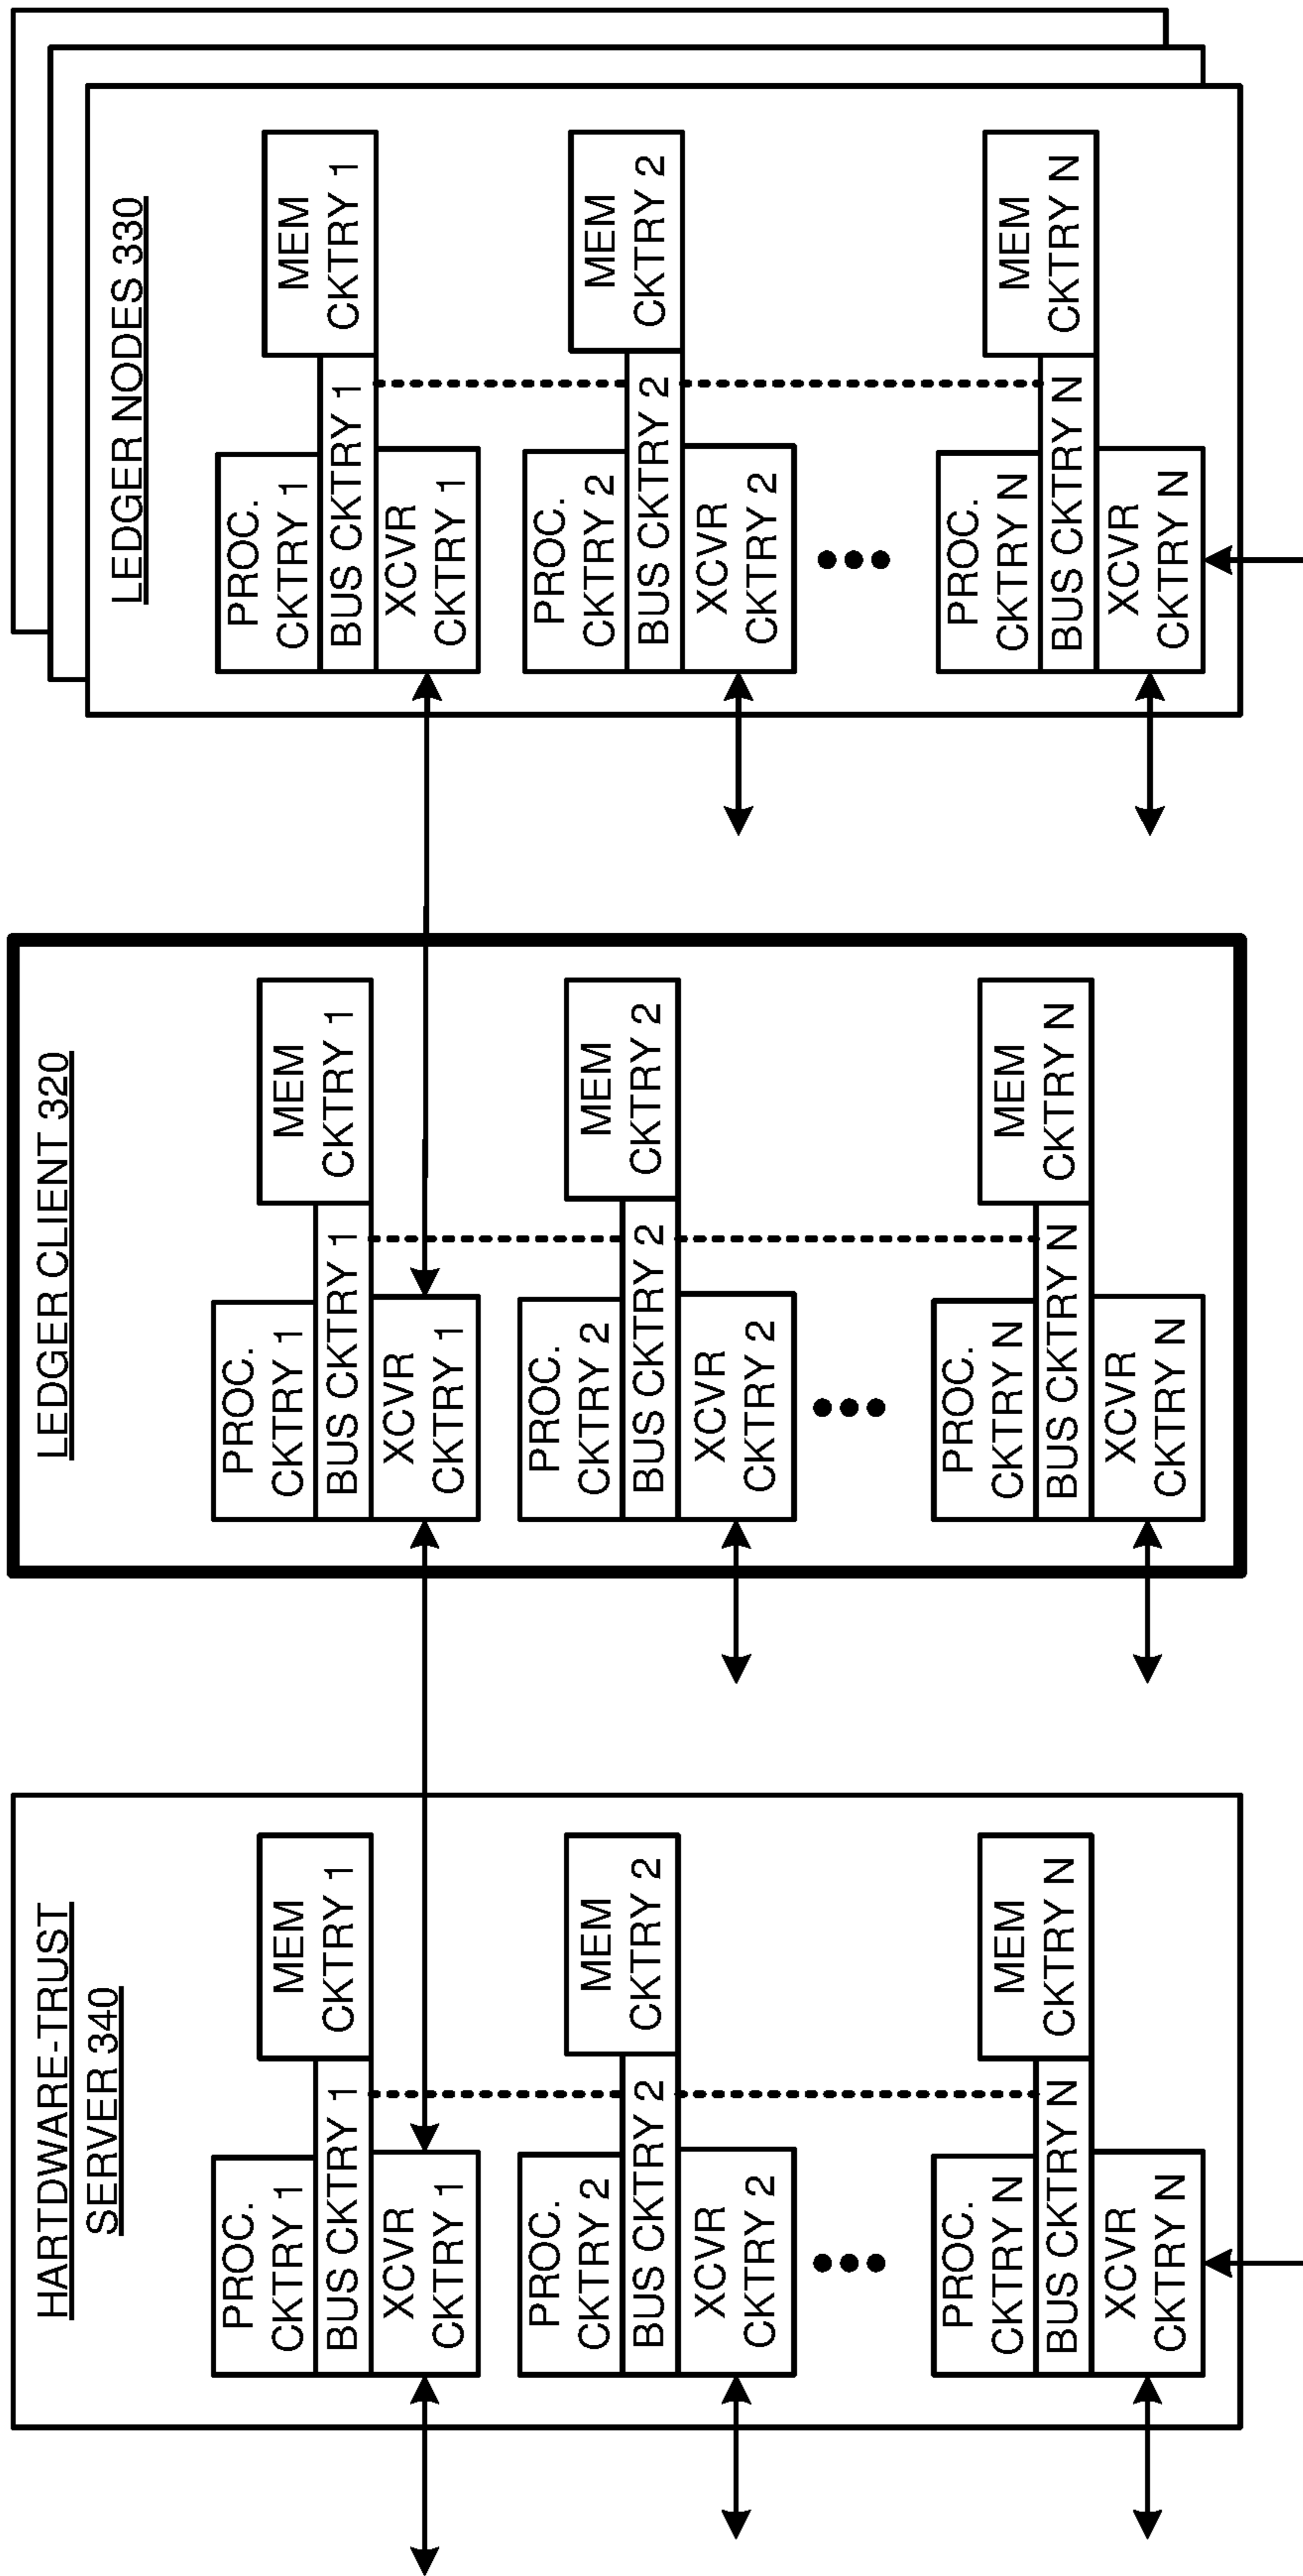 HARTDWARE-TRUST
SERVER 340
PROC.
CKTRY 1
BUS CKTRY 1
XCVR
CKTRY 1
MEM
CKTRY 1
PROC.
CKTRY 2
BUS CKTRY 2
XCVR
CKTRY 2
MEM
CKTRY 2
PROC.
CKTRY N
BUS CKTRY N
XCVR
CKTRY N
MEM
CKTRY N
LEDGER CLIENT 320
PROC.
CKTRY 1
BUS CKTRY 1
XCVR
CKTRY 1
MEM
CKTRY 1
PROC.
CKTRY 2
BUS CKTRY 2
XCVR
CKTRY 2
MEM
CKTRY 2
PROC.
CKTRY N
BUS CKTRY N
XCVR
CKTRY N
MEM
CKTRY N
LEDGER NODES 330
PROC.
CKTRY 1
BUS CKTRY 1
XCVR
CKTRY 1
MEM
CKTRY 1
PROC.
CKTRY 2
BUS CKTRY 2
XCVR
CKTRY 2
MEM
CKTRY 2
PROC.
CKTRY N
BUS CKTRY N
XCVR
CKTRY N
MEM
CKTRY N